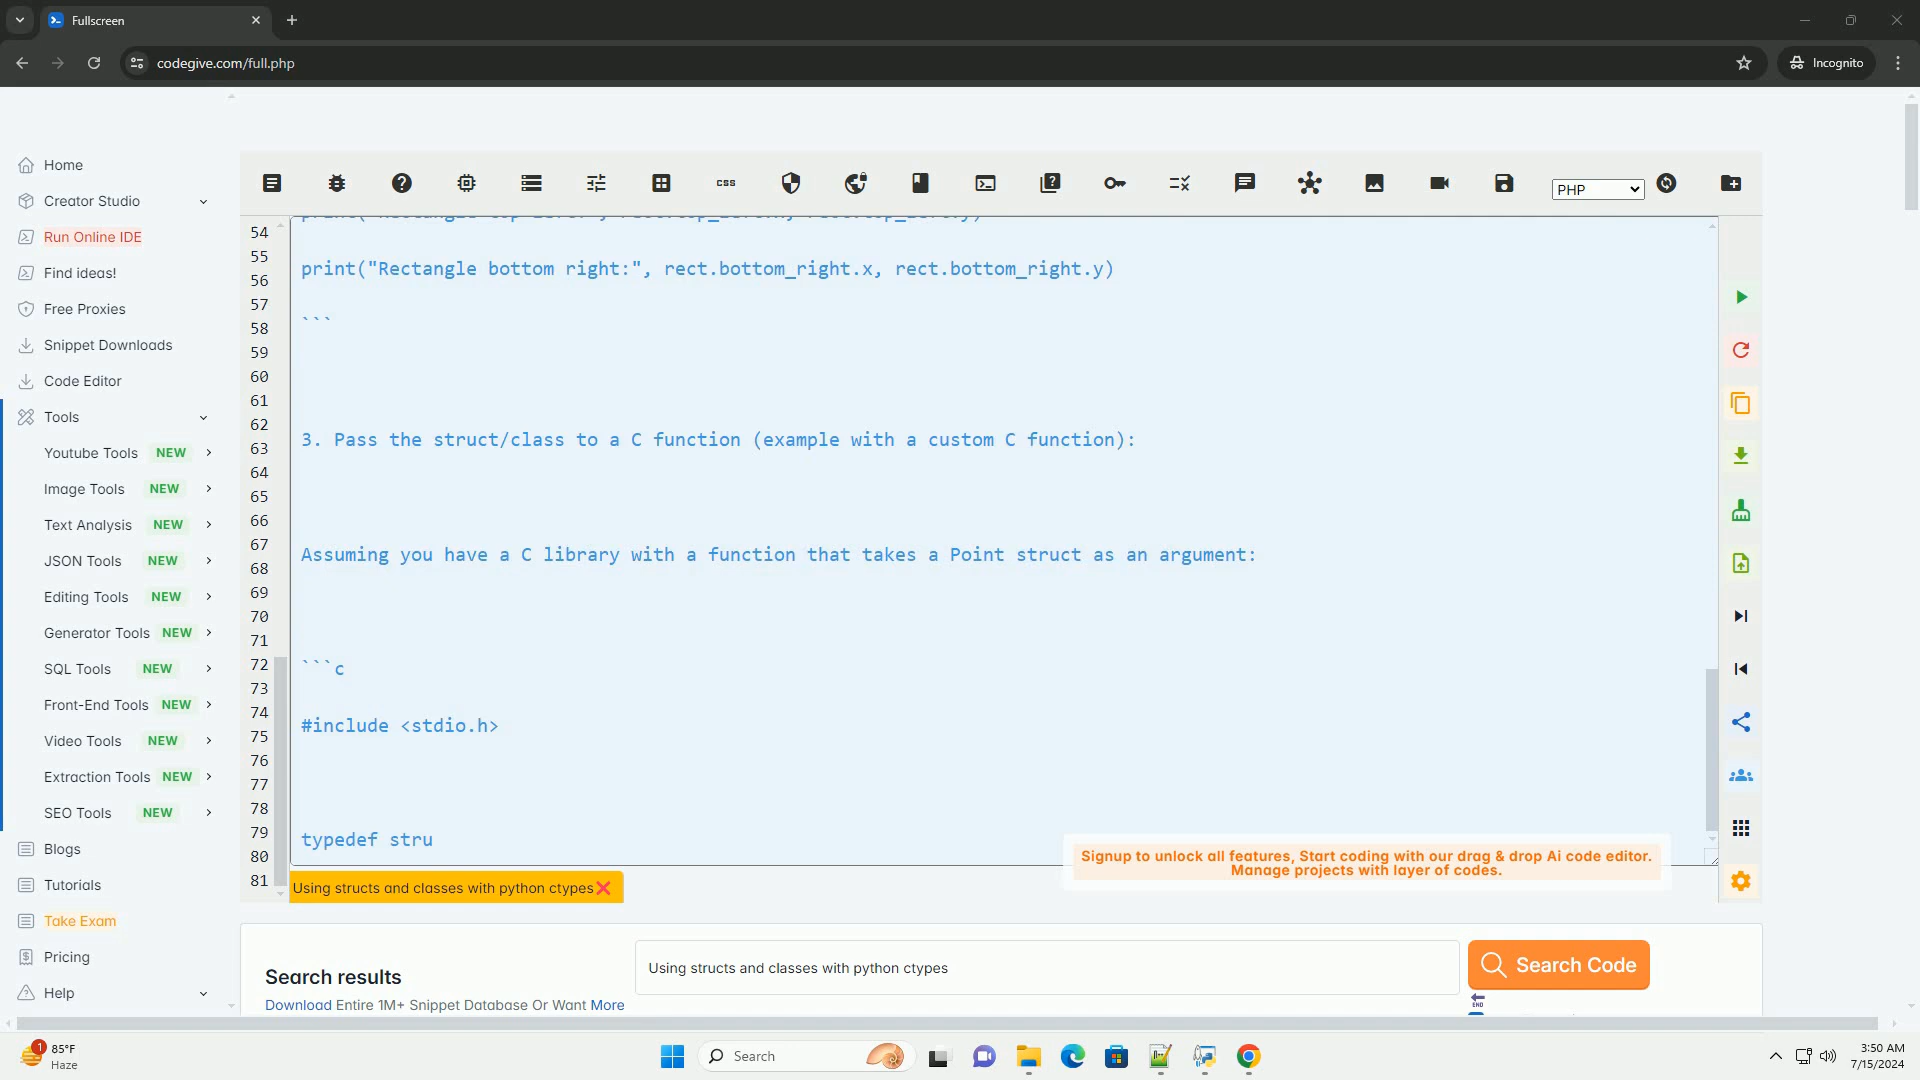 Fullscreen
codegive.com/full.php
Incognito
Home
Creator Studio
Run Online IDE
Find ideas!
Free Proxies
Snippet Downloads
Code Editor
Tools
Youtube Tools NEW
Image Tools NEW
Text Analysis NEW
JSON Tools NEW
Editing Tools NEW
Generator Tools NEW
SQL Tools NEW
Front-End Tools NEW
Video Tools NEW
Extraction Tools NEW
SEO Tools NEW
Blogs
Tutorials
Take Exam
Pricing
Help
css
PHP
54
55
56
57
58
59
60
61
62
63
64
65
66
67
68
69
70
71
72
73
74
75
76
77
78
79
80
81
print("Rectangle bottom right:", rect.bottom_right.x, rect.bottom_right.y)
```
3. Pass the struct/class to a C function (example with a custom C function):
Assuming you have a C library with a function that takes a Point struct as an argument:
```c
#include <stdio.h>
typedef stru
Signup to unlock all features, Start coding with our drag & drop Ai code editor.
Manage projects with layer of codes.
Using structs and classes with python ctypes
Search results
Download Entire 1M+ Snippet Database Or Want More
Using structs and classes with python ctypes
Search Code
END
1
85°F
Haze
Search
3:50 AM
7/15/2024